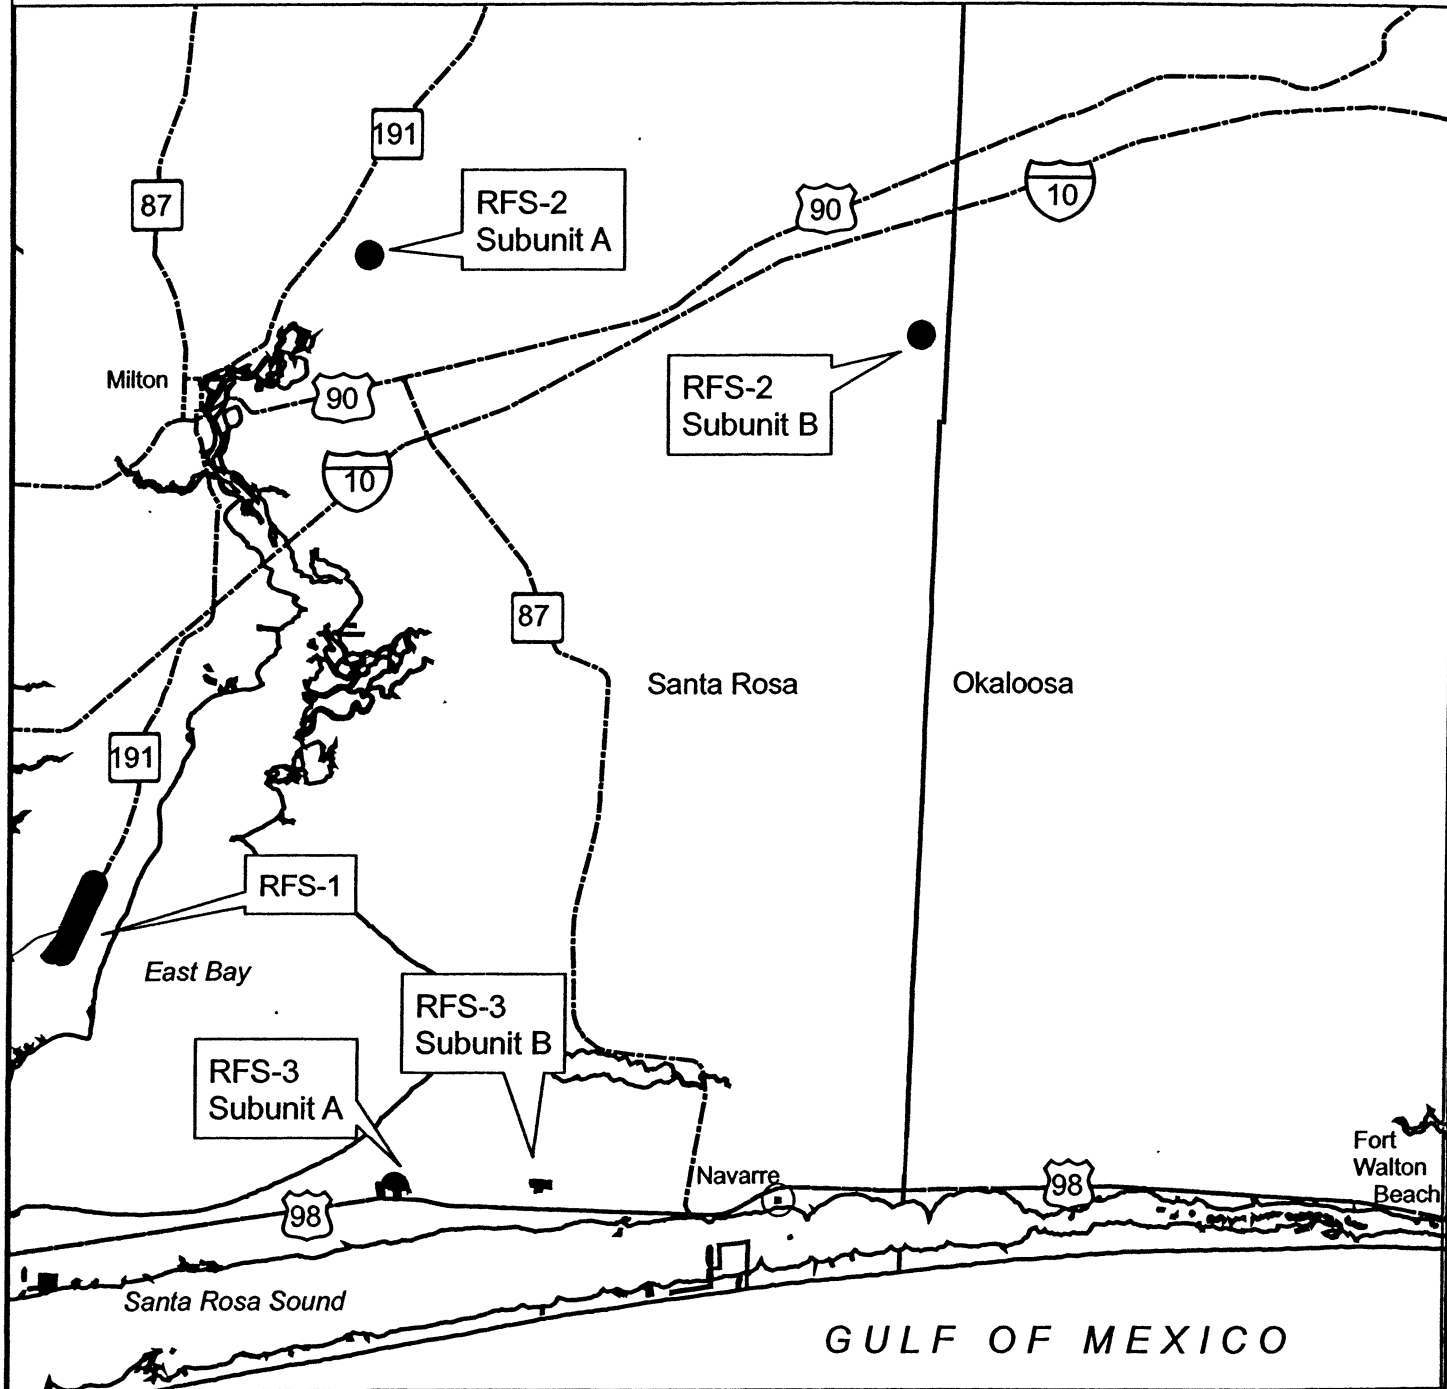 191
87
RFS-2
Subunit A
90
10
RFS-2
Subunit B
Milton
90
10
87
Santa Rosa
Okaloosa
191
RFS-1
East Bay
RFS-3
Subunit B
RFS-3
Subunit A
Navarre
98
98
Fort
Walton
Beach
Santa Rosa Sound
GULF OF MEXICO